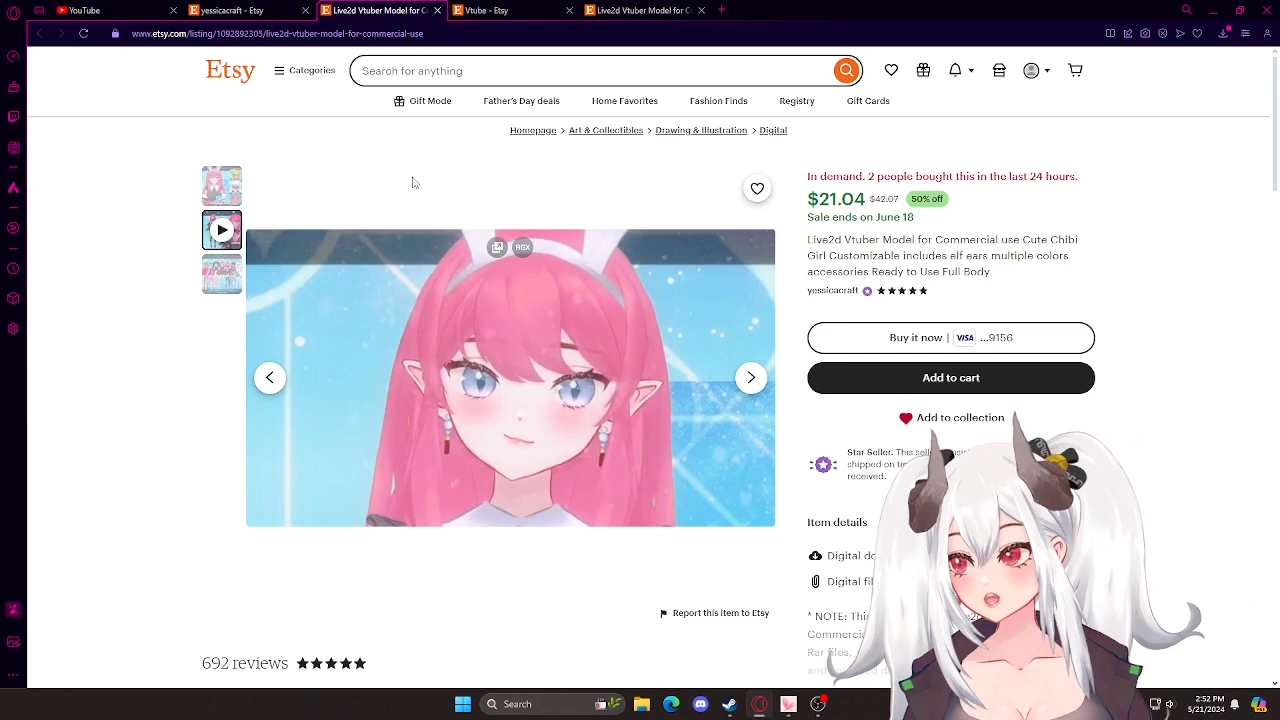 YouTube
yessicacraft - Etsy
Live2d Vtuber Model for C
Vtube - Etsy
Live2d Vtuber Model for C
www.etsy.com/listing/1092892305/live2d-vtuber-model-for-commercial-use
Etsy
Categories
Search for anything
Gift Mode
Father's Day deals
Home Favorites
Fashion Finds
Registry
Gift Cards
Homepage > Art & Collectibles > Drawing & Illustration > Digital
In demand. 2 people bought this in the last 24 hours.
$21.04 $42.07 50% off
Sale ends on June 18
Live2d Vtuber Model for Commercial use Cute Chibi
Girl Customizable includes elf ears multiple colors
accessories Ready to Use Full Body
yessicacraft
RGX
Buy it now | VISA ...9156
Add to cart
Add to collection
Star Seller. This
shipped on
received.
Item details
Digital
Digital
* NOTE:
Commercia
Rar files,
and
Report this item to Etsy
692 reviews
Search
2:52 PM
5/21/2024